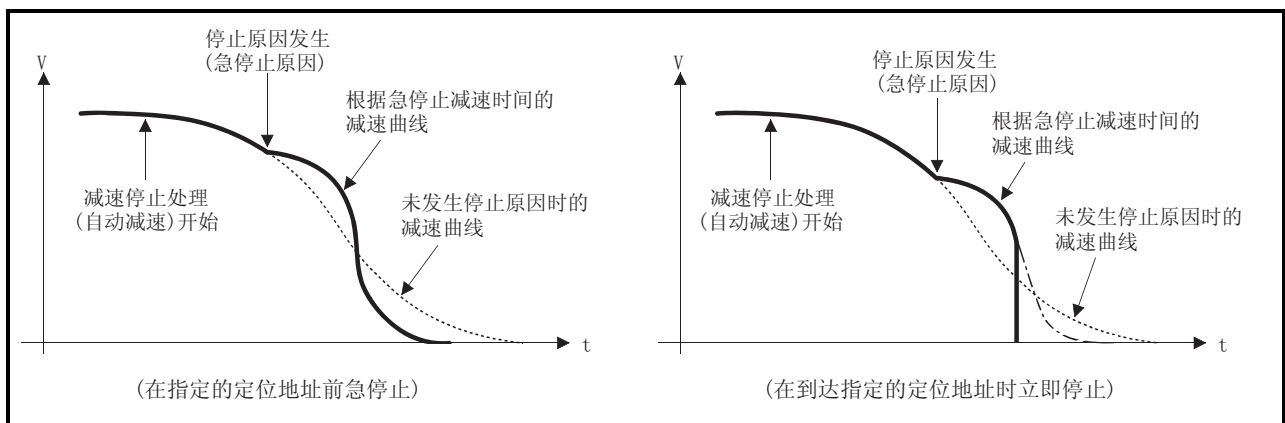 V
停止原因发生
(急停止原因)
根据急停止减速时间的
减速曲线
减速停止处理
(自动减速)开始
未发生停止原因时的
减速曲线
t
(在指定的定位地址前急停止)
V
停止原因发生
(急停止原因)
根据急停止减速时间的
减速曲线
减速停止处理
(自动减速)开始
未发生停止原因时的
减速曲线
t
(在到达指定的定位地址时立即停止)